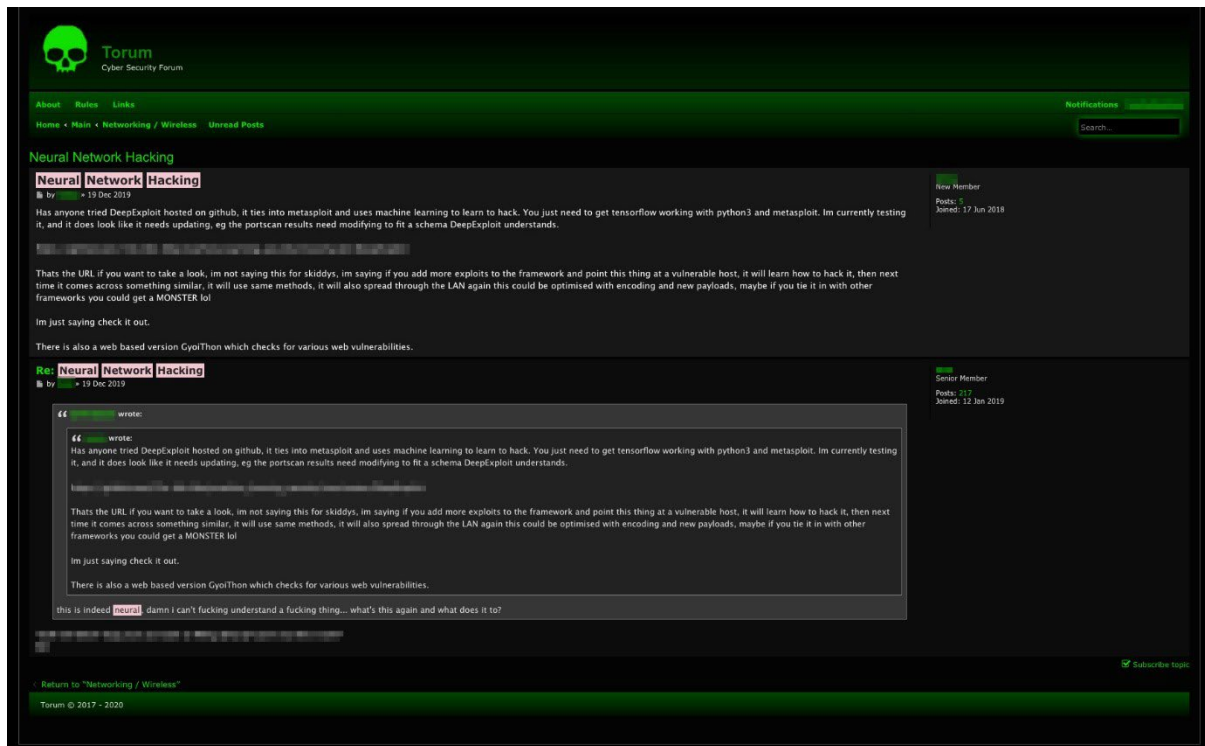 Torum
Cyber Security Forum
About Rules Links
Notifications
Home < Main < Networking / Wireless Unread Posts
Search...
Neural Network Hacking
Neural Network Hacking
by » 19 Dec 2019
New Member
Posts: 5
Joined: 17 Jun 2018
Has anyone tried DeepExploit hosted on github, it ties into metasploit and uses machine learning to learn to hack. You just need to get tensorflow working with python3 and metasploit. Im currently testing
it, and it does look like it needs updating, eg the portscan results need modifying to fit a schema DeepExploit understands.
Thats the URL if you want to take a look, im not saying this for skiddys, im saying if you add more exploits to the framework and point this thing at a vulnerable host, it will learn how to hack it, then next
time it comes across something similar, it will use same methods, it will also spread through the LAN again this could be optimised with encoding and new payloads, maybe if you tie it in with other
frameworks you could get a MONSTER lol
Im just saying check it out.
There is also a web based version GyoiThon which checks for various web vulnerabilities.
Re: Neural Network Hacking
by » 19 Dec 2019
Senior Member
Posts: 217
Joined: 12 Jan 2019
“ wrote:
“ wrote:
Has anyone tried DeepExploit hosted on github, it ties into metasploit and uses machine learning to learn to hack. You just need to get tensorflow working with python3 and metasploit. Im currently testing
it, and it does look like it needs updating, eg the portscan results need modifying to fit a schema DeepExploit understands.
Thats the URL if you want to take a look, im not saying this for skiddys, im saying if you add more exploits to the framework and point this thing at a vulnerable host, it will learn how to hack it, then next
time it comes across something similar, it will use same methods, it will also spread through the LAN again this could be optimised with encoding and new payloads, maybe if you tie it in with other
frameworks you could get a MONSTER lol
Im just saying check it out.
There is also a web based version GyoiThon which checks for various web vulnerabilities.
this is indeed neural, damn i can't fucking understand a fucking thing... what's this again and what does it to?
Subscribe topic
< Return to "Networking / Wireless"
Torum © 2017 - 2020